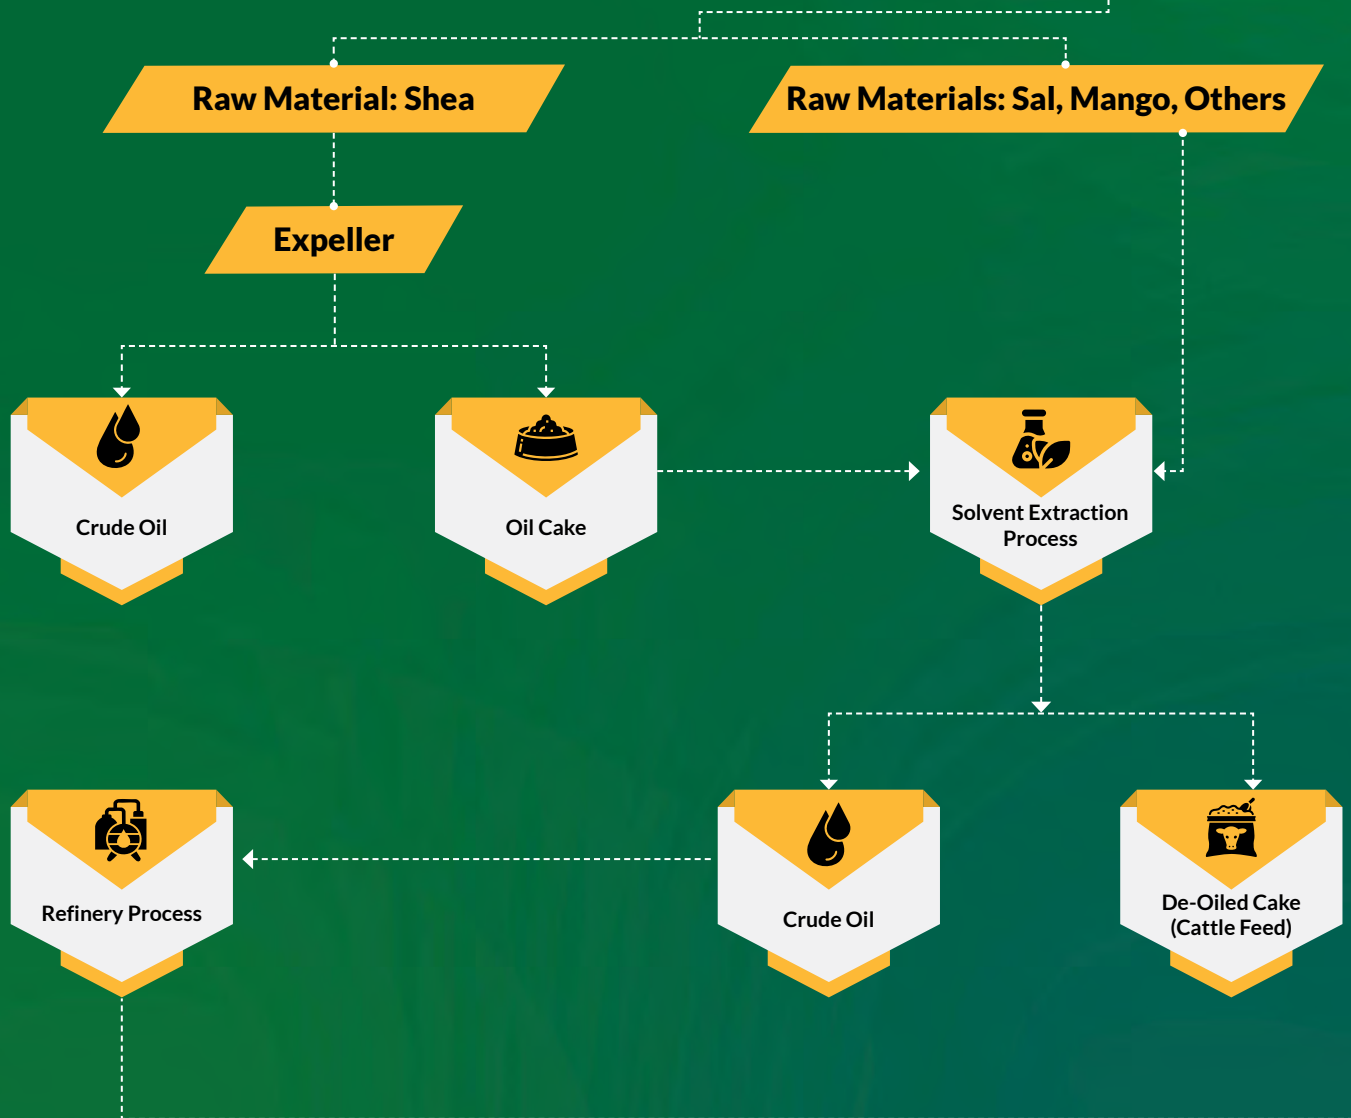 Raw Material: Shea
Raw Materials: Sal, Mango, Others
Expeller
Crude Oil
Oil Cake
Solvent Extraction
Process
Refinery Process
Crude Oil
De-Oiled Cake
(Cattle Feed)